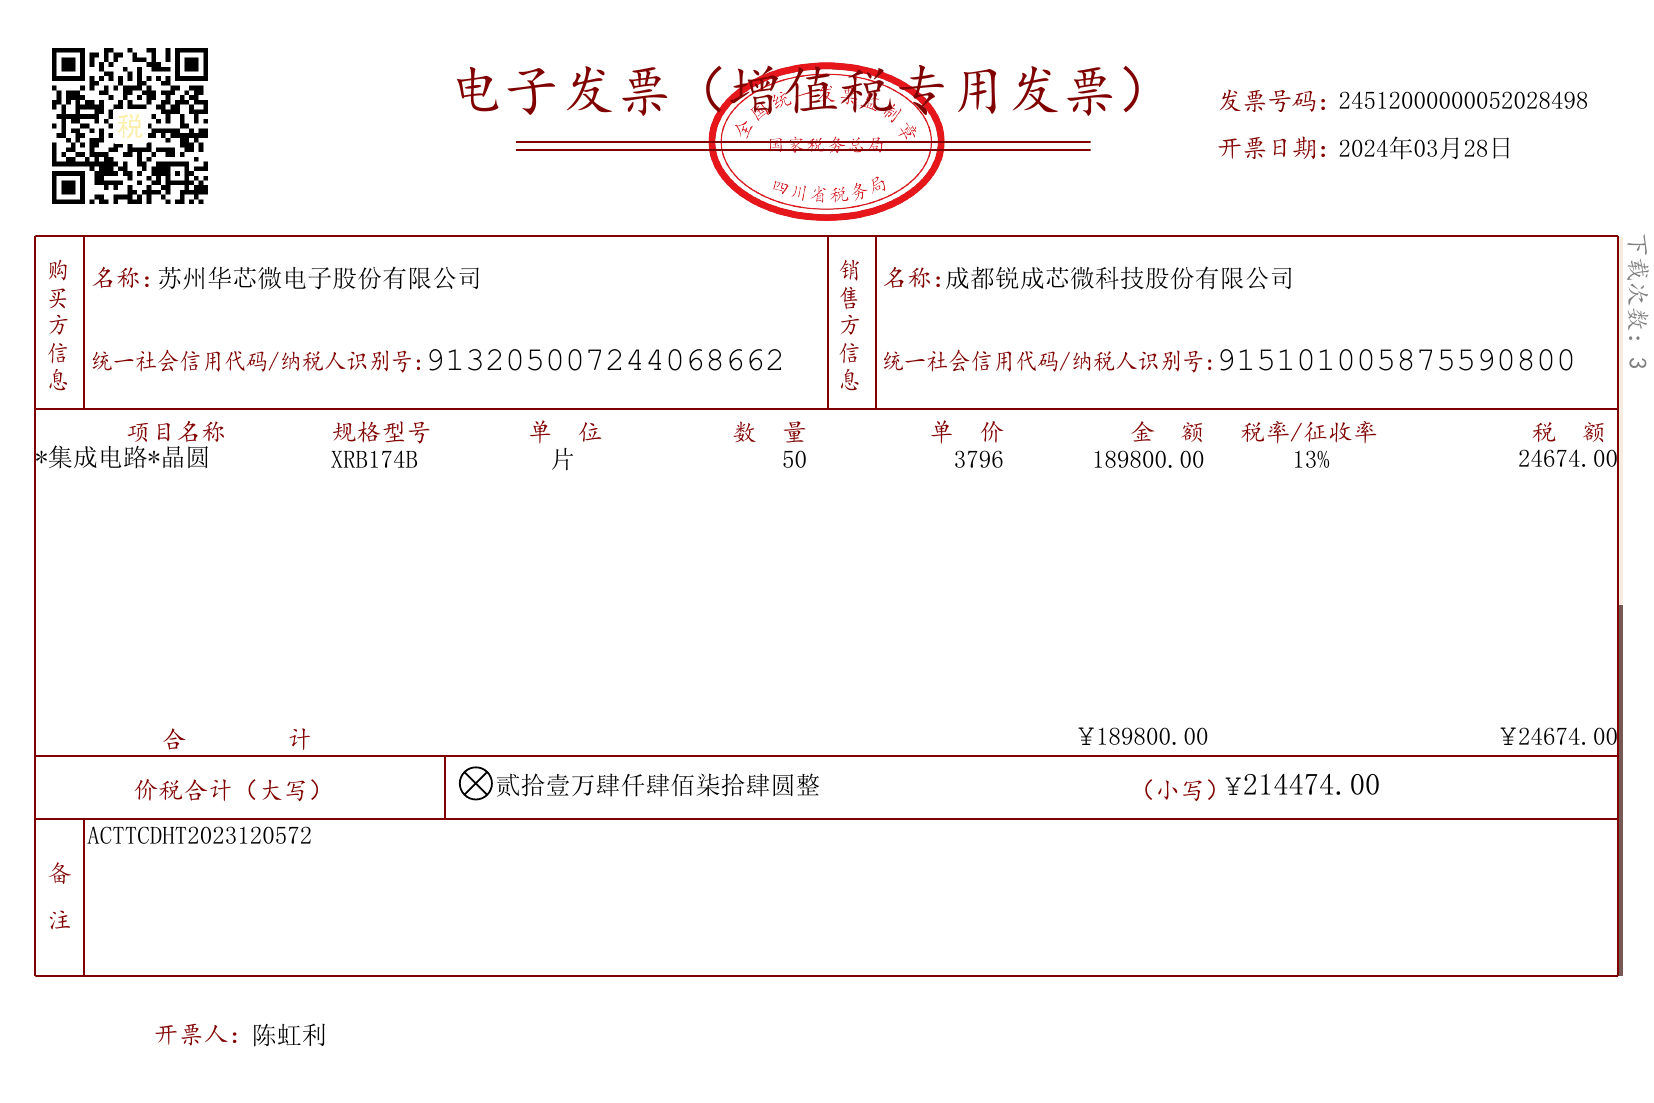 电子发票（增值税专用发票）
全国统一发票监制章
国家税务总局
四川省税务局
税
发票号码：24512000000052028498
开票日期：2024年03月28日
下载次数：3
购买方信息
名称：苏州华芯微电子股份有限公司
统一社会信用代码/纳税人识别号：913205007244068662
销售方信息
名称：成都锐成芯微科技股份有限公司
统一社会信用代码/纳税人识别号：915101005875590800
项目名称 规格型号 单 位 数 量 单 价 金 额 税率/征收率 税 额
*集成电路*晶圆 XRB174B 片 50 3796 189800.00 13% 24674.00
合 计 ¥189800.00 ¥24674.00
价税合计（大写） ⊗贰拾壹万肆仟肆佰柒拾肆圆整 （小写）¥214474.00
备注
ACTTCDHT2023120572
开票人：陈虹利